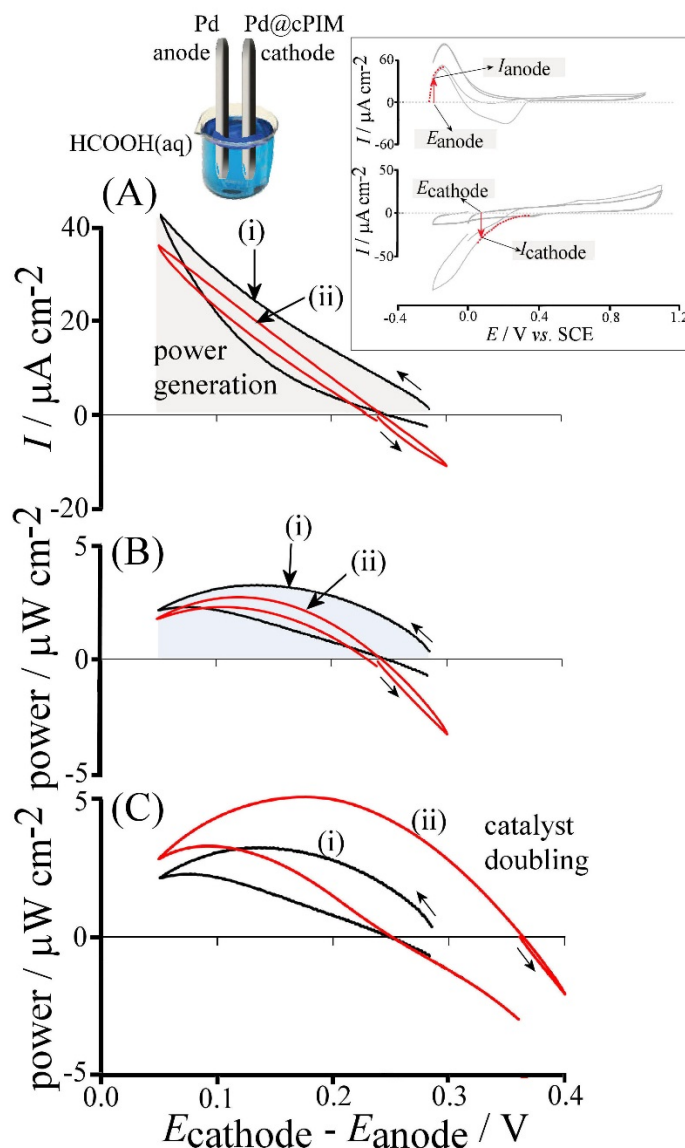 Pd Pd@cPIM
anode cathode
HCOOH(aq)
I / μA cm-2
60
0
-60
Ianode
Eanode
I / μA cm-2
0
-50
Ecathode
Icathode
-0.4 0.0 0.4 0.8 1.2
E / V vs. SCE
(A)
I / μA cm-2
40
20
0
-20
(i)
(ii)
power
generation
(B)
power / μW cm-2
5
0
-5
(i)
(ii)
(C)
power / μW cm-2
5
0
-5
(i)
(ii)
catalyst
doubling
0.0 0.1 0.2 0.3 0.4
Ecathode - Eanode / V